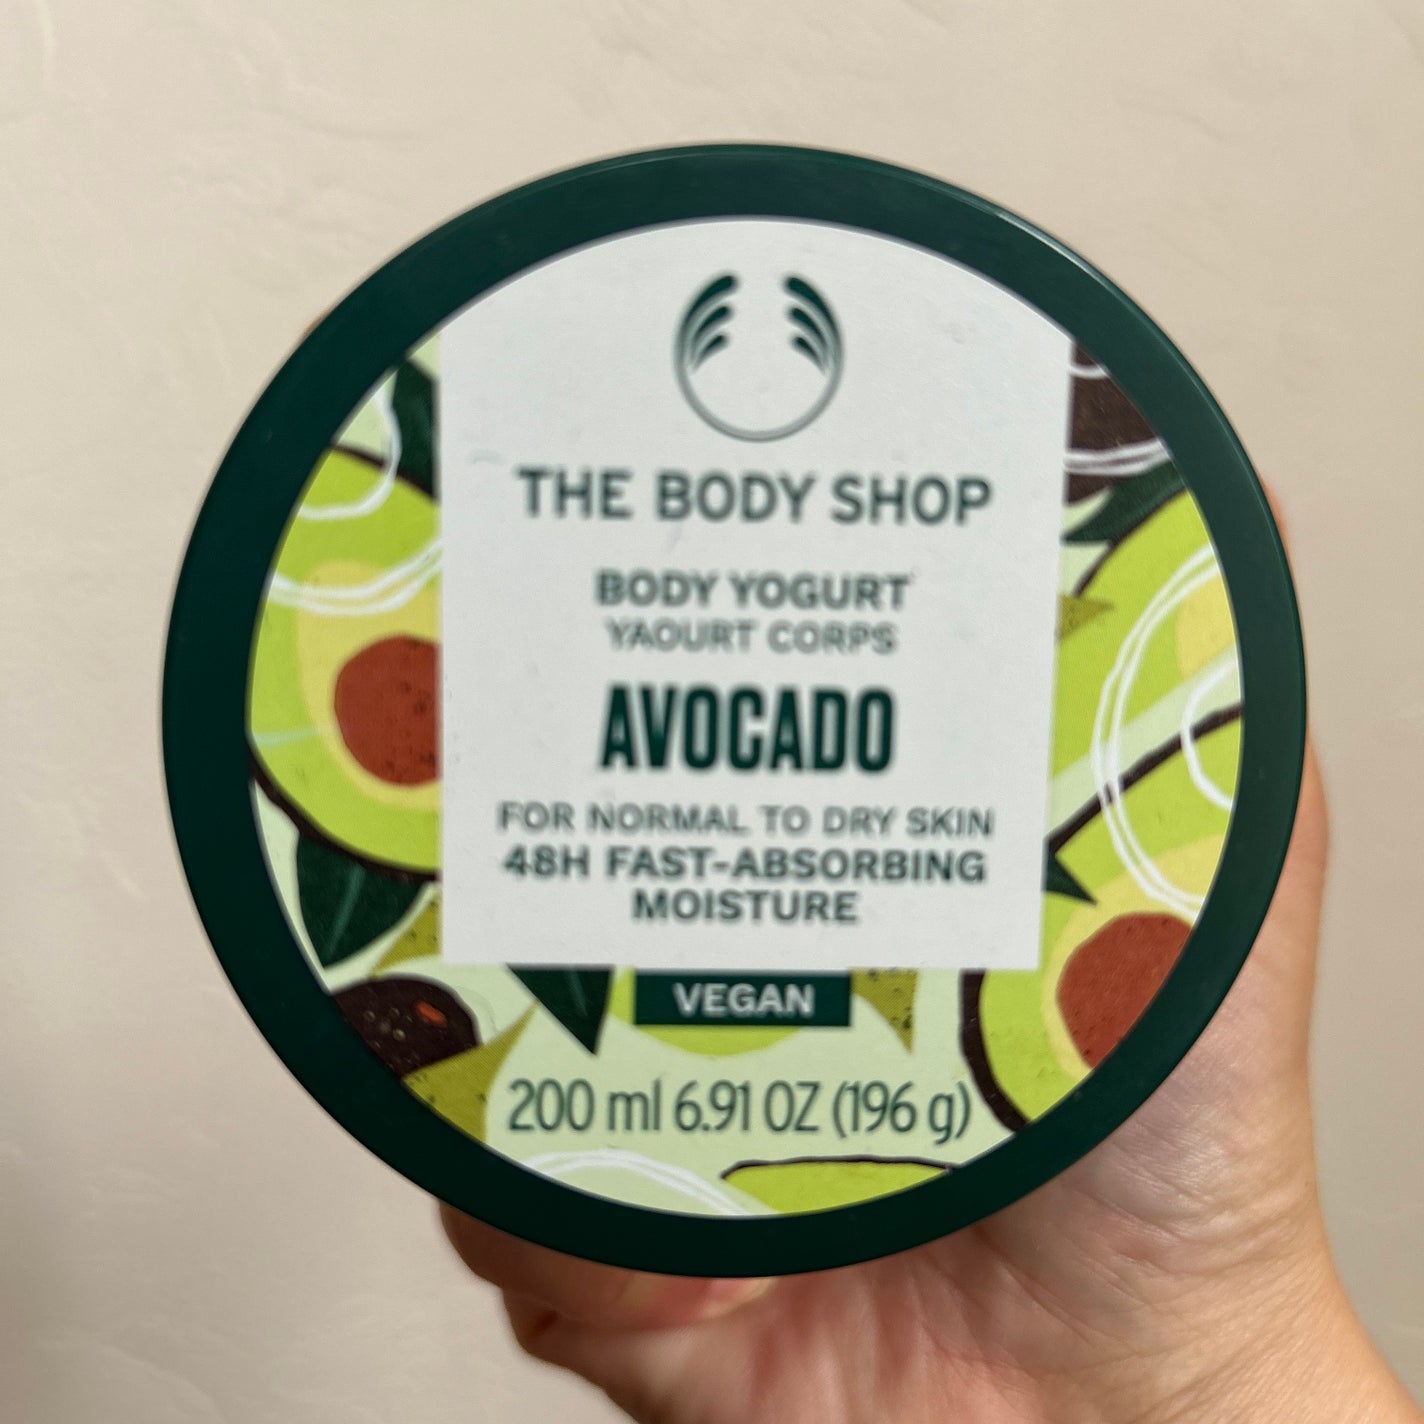 THE BODY SHOP
BODY YOGURT
YAOURT CORPS
AVOCADO
FOR NORMAL TO DRY SKIN
48H FAST-ABSORBING
MOISTURE
VEGAN
200 ml 6.91 OZ (196 g)